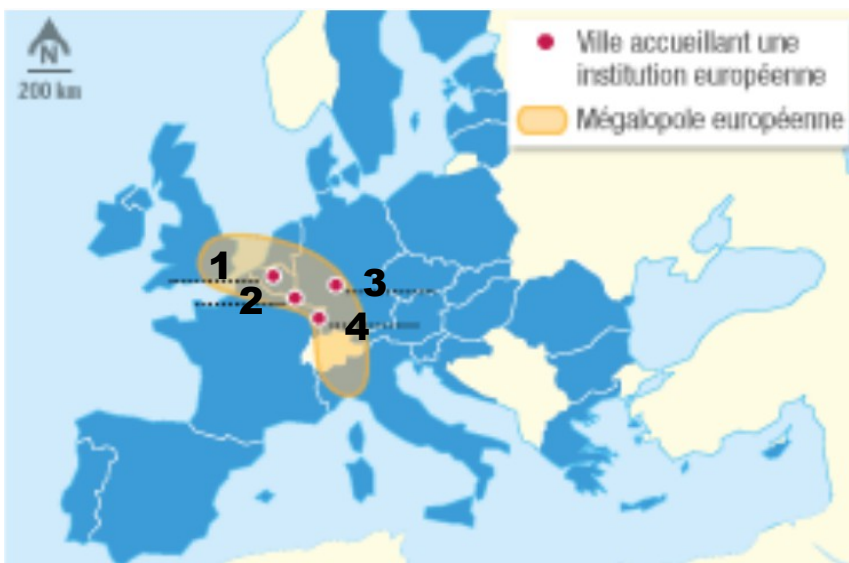 N
200 km
Ville accueillant une
institution européenne
Mégalopole européenne
1
2
3
4